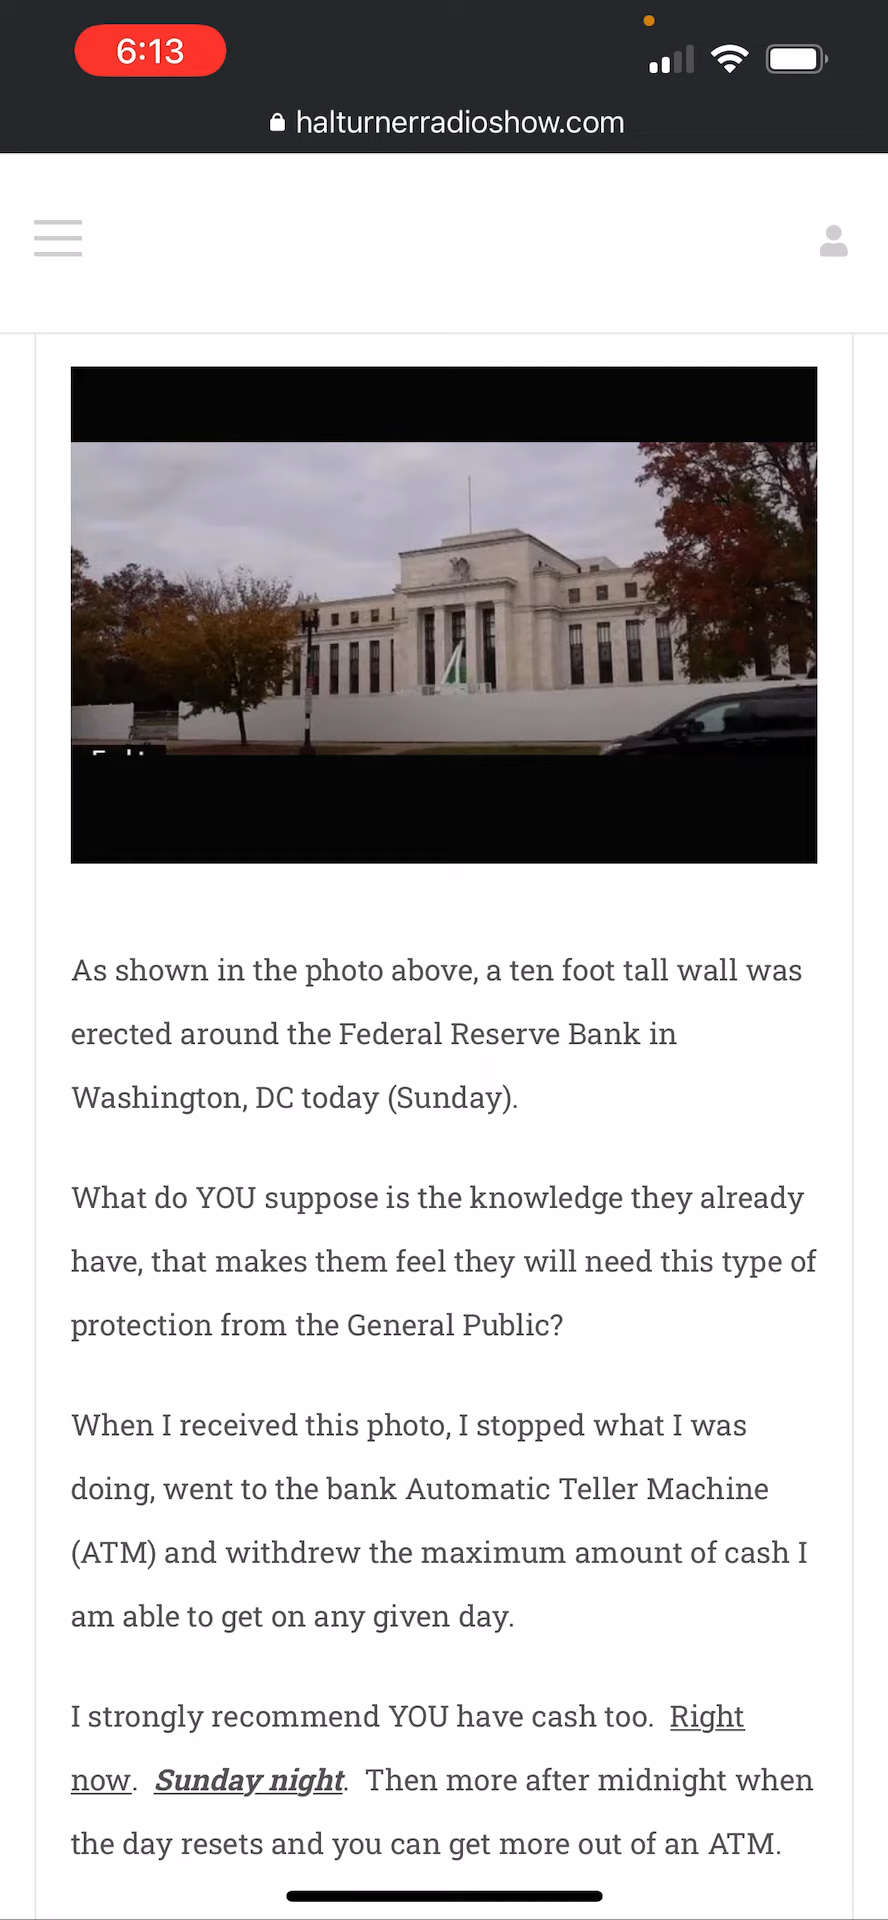 6:13
halturnerradioshow.com
As shown in the photo above, a ten foot tall wall was
erected around the Federal Reserve Bank in
Washington, DC today (Sunday).
What do YOU suppose is the knowledge they already
have, that makes them feel they will need this type of
protection from the General Public?
When I received this photo, I stopped what I was
doing, went to the bank Automatic Teller Machine
(ATM) and withdrew the maximum amount of cash I
am able to get on any given day.
I strongly recommend YOU have cash too. Right
now. Sunday night. Then more after midnight when
the day resets and you can get more out of an ATM.